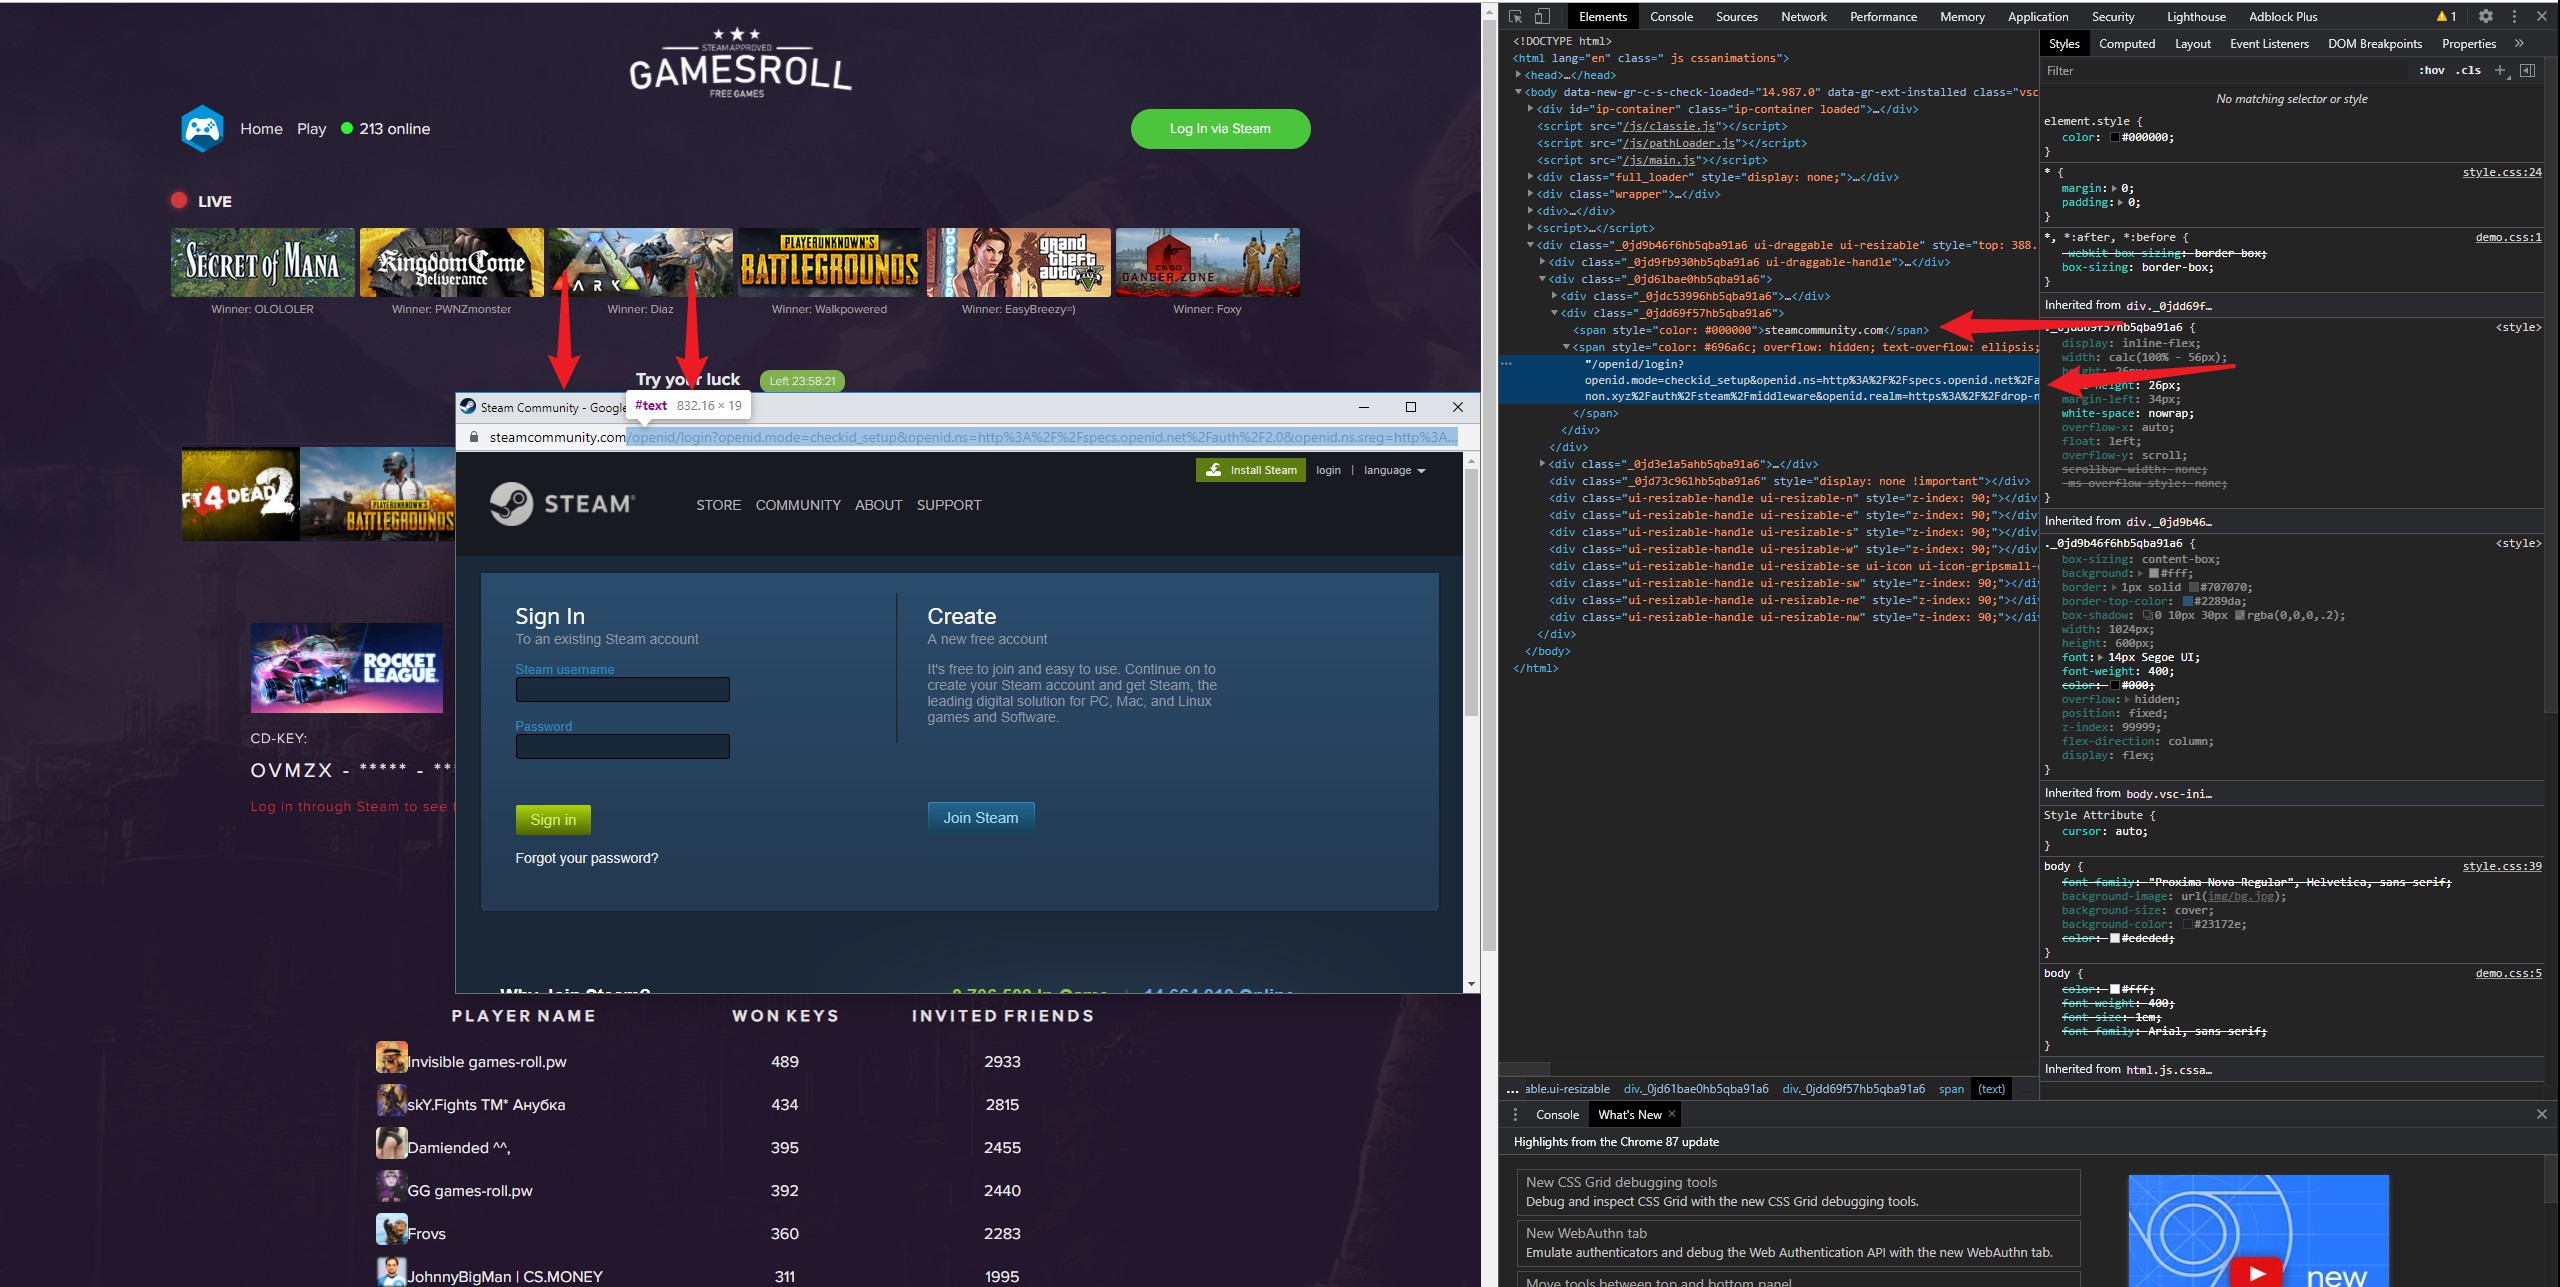 STEAM APPROVED
GAMESROLL
FREE GAMES
Home Play 213 online
Log In via Steam
LIVE
SECRET of MANA
KINGDOM COME
Deliverance
ARK
PLAYERUNKNOWN'S
BATTLEGROUNDS
grand
theft
auto
CS:GO
DANGER ZONE
Winner: OLOLOLER
Winner: PWNZmonster
Winner: Diaz
Winner: Walkpowered
Winner: EasyBreezy=)
Winner: Foxy
Try your luck
Left 23:58:21
#text 832.16 × 19
Steam Community - Google
steamcommunity.com/openid/login?openid.mode=checkid_setup&openid.ns=http%3A%2F%2Fspecs.openid.net%2Fauth%2F2.0&openid.ns.sreg=http%3A...
Install Steam login | language
STEAM®
STORE COMMUNITY ABOUT SUPPORT
FT 4 DEAD 2
PLAYERUNKNOWN'S
BATTLEGROUNDS
ROCKET
LEAGUE
CD-KEY:
OVMZX - ***** - **
Log in through Steam to see
Sign In
To an existing Steam account
Steam username
Password
Sign in
Forgot your password?
Create
A new free account
It's free to join and easy to use. Continue on to
create your Steam account and get Steam, the
leading digital solution for PC, Mac, and Linux
games and Software.
Join Steam
Why Join Steam?
PLAYER NAME WON KEYS INVITED FRIENDS
Invisible games-roll.pw 489 2933
skY.Fights TM* Анубка 434 2815
Damiended ^^, 395 2455
GG games-roll.pw 392 2440
Frovs 360 2283
JohnnyBigMan | CS.MONEY 311 1995
Elements Console Sources Network Performance Memory Application Security Lighthouse Adblock Plus 1
<!DOCTYPE html>
<html lang="en" class=" js cssanimations">
<head>…</head>
<body data-new-gr-c-s-check-loaded="14.987.0" data-gr-ext-installed class="vsc
<div id="ip-container" class="ip-container loaded">…</div>
<script src="/js/classie.js"></script>
<script src="/js/pathLoader.js"></script>
<script src="/js/main.js"></script>
<div class="full_loader" style="display: none;">…</div>
<div class="wrapper">…</div>
<div>…</div>
<script>…</script>
<div class="_0jd9b46f6hb5qba91a6 ui-draggable ui-resizable" style="top: 388.
<div class="_0jd9fb930hb5qba91a6 ui-draggable-handle">…</div>
<div class="_0jd61bae0hb5qba91a6">
<div class="_0jdc53996hb5qba91a6">…</div>
<div class="_0jdd69f57hb5qba91a6">
<span style="color: #000000">steamcommunity.com</span>
<span style="color: #696a6c; overflow: hidden; text-overflow: ellipsis;
"/openid/login?
openid.mode=checkid_setup&openid.ns=http%3A%2F%2Fspecs.openid.net%2Fa
non.xyz%2Fauth%2Fsteam%2Fmiddleware&openid.realm=https%3A%2F%2Fdrop-n
</span>
</div>
</div>
<div class="_0jd3e1a5ahb5qba91a6">…</div>
<div class="_0jd73c961hb5qba91a6" style="display: none !important"></div>
<div class="ui-resizable-handle ui-resizable-n" style="z-index: 90;"></div>
<div class="ui-resizable-handle ui-resizable-e" style="z-index: 90;"></div>
<div class="ui-resizable-handle ui-resizable-s" style="z-index: 90;"></div>
<div class="ui-resizable-handle ui-resizable-w" style="z-index: 90;"></div>
<div class="ui-resizable-handle ui-resizable-se ui-icon ui-icon-gripsmall-
<div class="ui-resizable-handle ui-resizable-sw" style="z-index: 90;"></di
<div class="ui-resizable-handle ui-resizable-ne" style="z-index: 90;"></di
<div class="ui-resizable-handle ui-resizable-nw" style="z-index: 90;"></di
</div>
</body>
</html>
... able.ui-resizable div._0jd61bae0hb5qba91a6 div._0jdd69f57hb5qba91a6 span (text)
Styles Computed Layout Event Listeners DOM Breakpoints Properties »
Filter :hov .cls +
No matching selector or style
element.style {
color: #000000;
}
* { style.css:24
margin: 0;
padding: 0;
}
*, *:after, *:before { demo.css:1
-webkit-box-sizing: border-box;
box-sizing: border-box;
}
Inherited from div._0jdd69f…
._0jdd69f57hb5qba91a6 { <style>
display: inline-flex;
width: calc(100% - 56px);
height: 26px;
line-height: 26px;
margin-left: 34px;
white-space: nowrap;
overflow-x: auto;
float: left;
overflow-y: scroll;
scrollbar-width: none;
-ms-overflow-style: none;
}
Inherited from div._0jd9b46…
._0jd9b46f6hb5qba91a6 { <style>
box-sizing: content-box;
background: #fff;
border: 1px solid #707070;
border-top-color: #2289da;
box-shadow: 0 10px 30px rgba(0,0,0,.2);
width: 1024px;
height: 600px;
font: 14px Segoe UI;
font-weight: 400;
color: #000;
overflow: hidden;
position: fixed;
z-index: 99999;
flex-direction: column;
display: flex;
}
Inherited from body.vsc-ini…
Style Attribute {
cursor: auto;
}
body { style.css:39
font-family: "Proxima Nova Regular", Helvetica, sans-serif;
background-image: url(img/bg.jpg);
background-size: cover;
background-color: #23172e;
color: #ededed;
}
body { demo.css:5
color: #fff;
font-weight: 400;
font-size: 1em;
font-family: Arial, sans-serif;
}
Inherited from html.js.cssa…
Console What's New ×
Highlights from the Chrome 87 update
New CSS Grid debugging tools
Debug and inspect CSS Grid with the new CSS Grid debugging tools.
New WebAuthn tab
Emulate authenticators and debug the Web Authentication API with the new WebAuthn tab.
Move tools between top and bottom panel
new